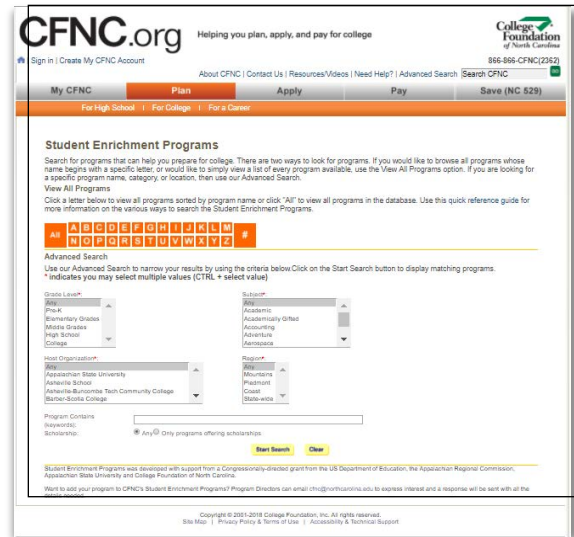 CFNC.org
Helping you plan, apply, and pay for college
College
Foundation
of North Carolina
Sign in | Create My CFNC Account
866-866-CFNC(2362)
About CFNC | Contact Us | Resources/Videos | Need Help? | Advanced Search
Search CFNC
GO
My CFNC
Plan
Apply
Pay
Save (NC 529)
For High School | For College | For a Career
Student Enrichment Programs
Search for programs that can help you prepare for college. There are two ways to look for programs. If you would like to browse all programs whose
name begins with a specific letter, or would like to simply view a list of every program available, use the View All Programs option. If you are looking for
a specific program name, category, or location, then use our Advanced Search.
View All Programs
Click a letter below to view all programs sorted by program name or click "All" to view all programs in the database. Use this quick reference guide for
more information on the various ways to search the Student Enrichment Programs.
All
A B C D E F G H I J K L M
N O P Q R S T U V W X Y Z
#
Advanced Search
Use our Advanced Search to narrow your results by using the criteria below.Click on the Start Search button to display matching programs.
* indicates you may select multiple values (CTRL + select value)
Grade Level*:
Any
Pre-K
Elementary Grades
Middle Grades
High School
College
Subject*:
Any
Academic
Academically Gifted
Accounting
Adventure
Aerospace
Host Organization*:
Any
Appalachian State University
Asheville School
Asheville-Buncombe Tech Community College
Barber-Scotia College
Region*:
Any
Mountains
Piedmont
Coast
State-wide
Program Contains
(keywords):
Scholarship:
Any
Only programs offering scholarships
Start Search
Clear
Student Enrichment Programs was developed with support from a Congressionally-directed grant from the US Department of Education, the Appalachian Regional Commission,
Appalachian State University and College Foundation of North Carolina.
Want to add your program to CFNC's Student Enrichment Programs? Program Directors can email cfnc@northcarolina.edu to express interest and a response will be sent with all the
details needed.
Copyright © 2001-2018 College Foundation, Inc. All rights reserved.
Site Map | Privacy Policy & Terms of Use | Accessibility & Technical Support